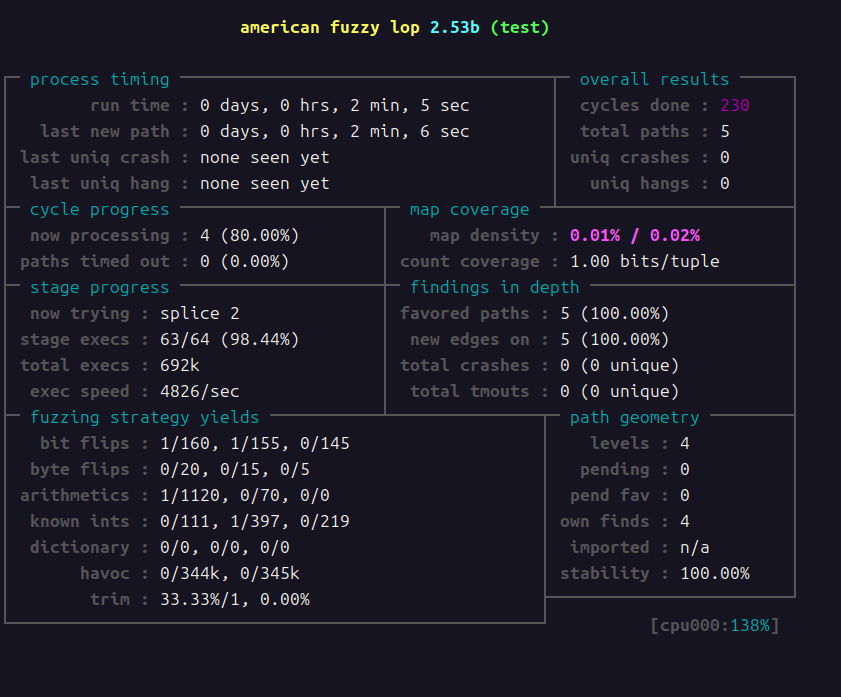 american fuzzy lop 2.53b (test)
process timing
run time : 0 days, 0 hrs, 2 min, 5 sec
last new path : 0 days, 0 hrs, 2 min, 6 sec
last uniq crash : none seen yet
last uniq hang : none seen yet
overall results
cycles done : 230
total paths : 5
uniq crashes : 0
uniq hangs : 0
cycle progress
now processing : 4 (80.00%)
paths timed out : 0 (0.00%)
map coverage
map density : 0.01% / 0.02%
count coverage : 1.00 bits/tuple
stage progress
now trying : splice 2
stage execs : 63/64 (98.44%)
total execs : 692k
exec speed : 4826/sec
findings in depth
favored paths : 5 (100.00%)
new edges on : 5 (100.00%)
total crashes : 0 (0 unique)
total tmouts : 0 (0 unique)
fuzzing strategy yields
bit flips : 1/160, 1/155, 0/145
byte flips : 0/20, 0/15, 0/5
arithmetics : 1/1120, 0/70, 0/0
known ints : 0/111, 1/397, 0/219
dictionary : 0/0, 0/0, 0/0
havoc : 0/344k, 0/345k
trim : 33.33%/1, 0.00%
path geometry
levels : 4
pending : 0
pend fav : 0
own finds : 4
imported : n/a
stability : 100.00%
[cpu000:138%]